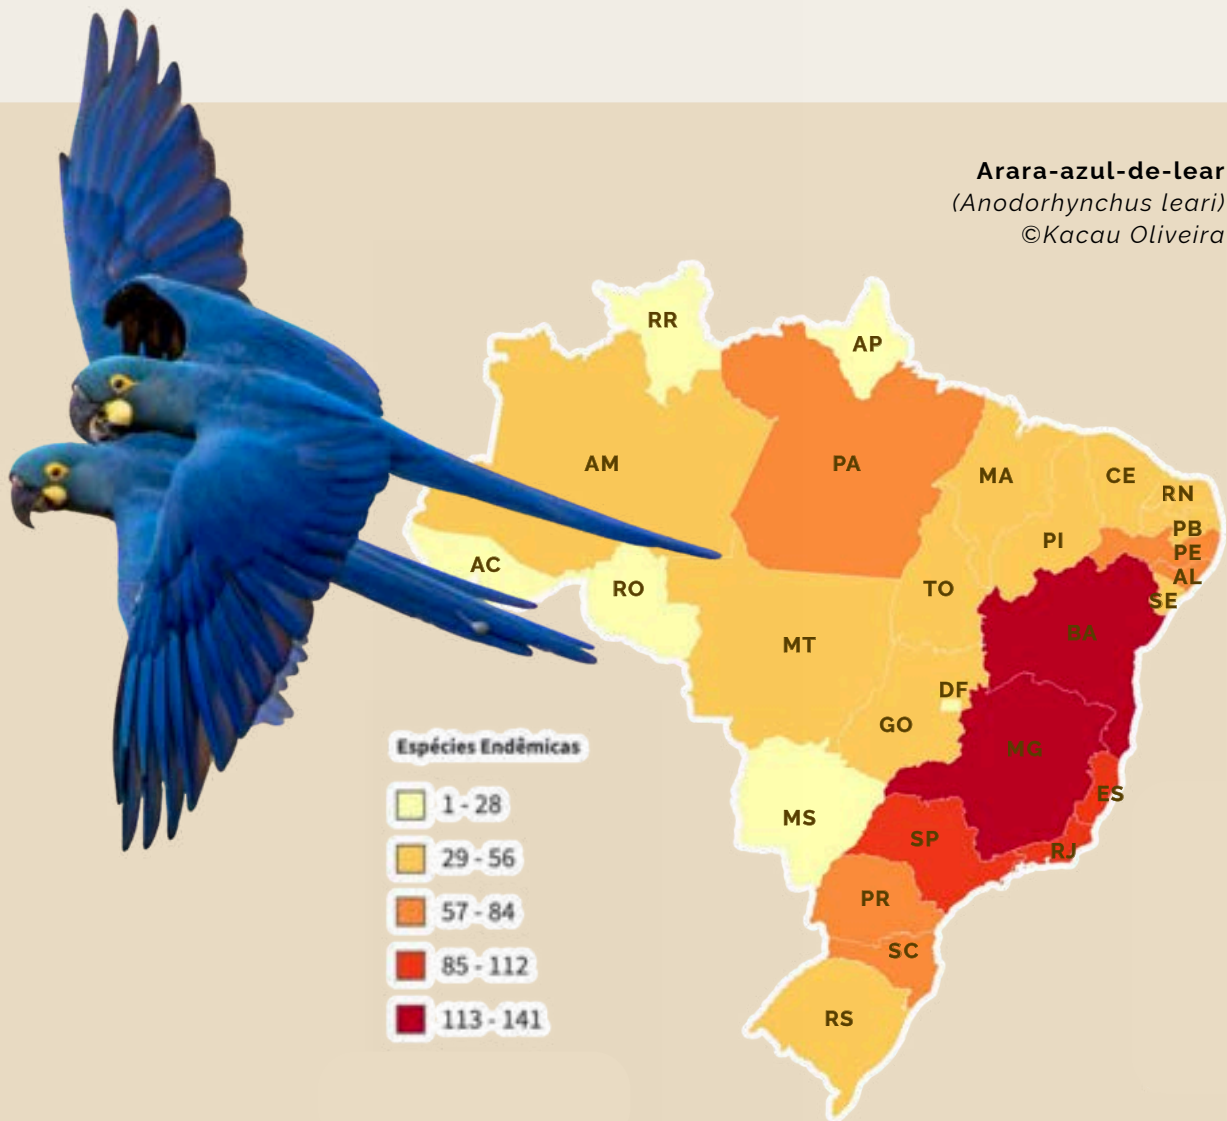 Arara-azul-de-lear
(Anodorhynchus leari)
©Kacau Oliveira
RR
AP
AM
PA
MA
CE
RN
PB
PI
PE
AC
AL
RO
TO
SE
BA
MT
DF
GO
MG
Espécies Endêmicas
1 - 28
ES
MS
SP
RJ
29 - 56
PR
57 - 84
SC
85 - 112
RS
113 - 141